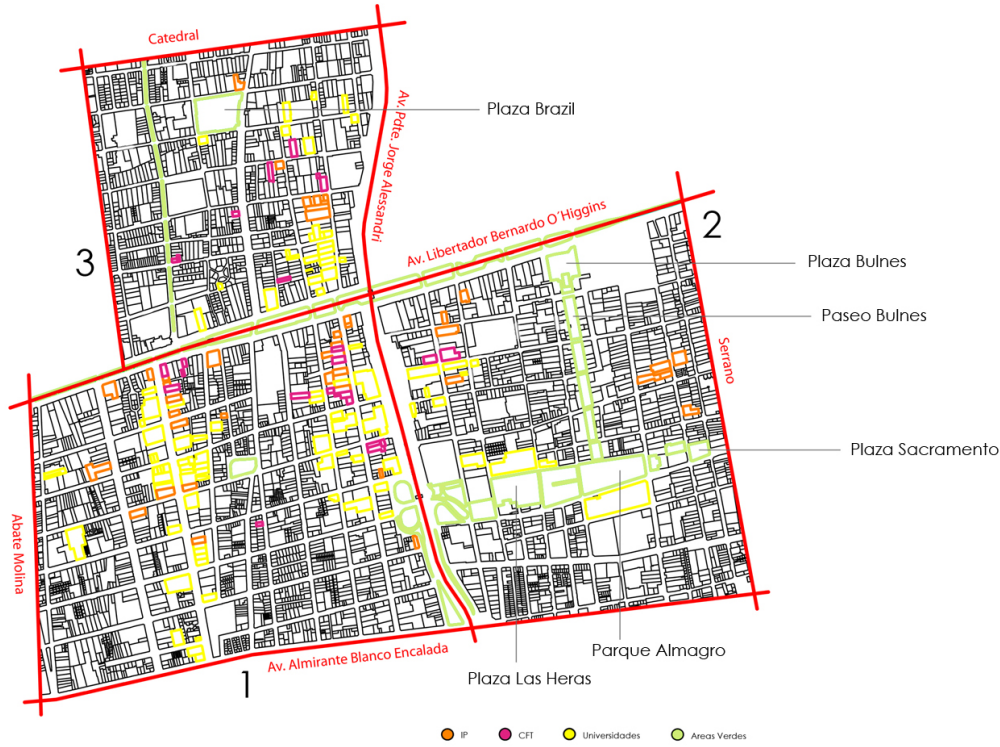 Catedral
Plaza Brazil
Av. Pdte. Jorge Alessandri
Av. Libertador Bernardo O´Higgins
3
2
Plaza Bulnes
Paseo Bulnes
Serrano
Plaza Sacramento
Abate Molina
Parque Almagro
Av. Almirante Blanco Encalada
Plaza Las Heras
1
IP
CFT
Universidades
Areas Verdes